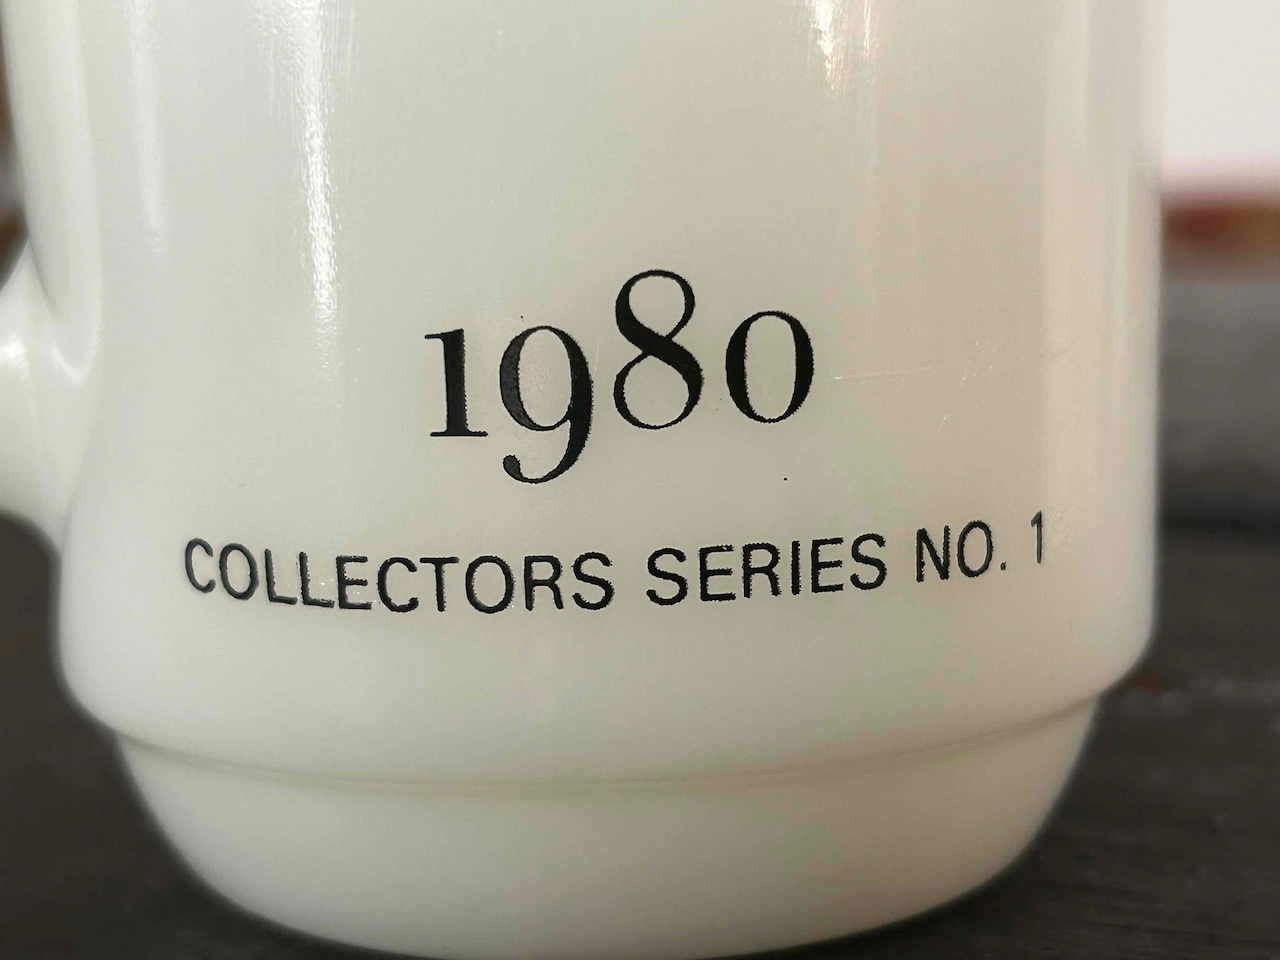 1980
COLLECTORS SERIES NO. 1